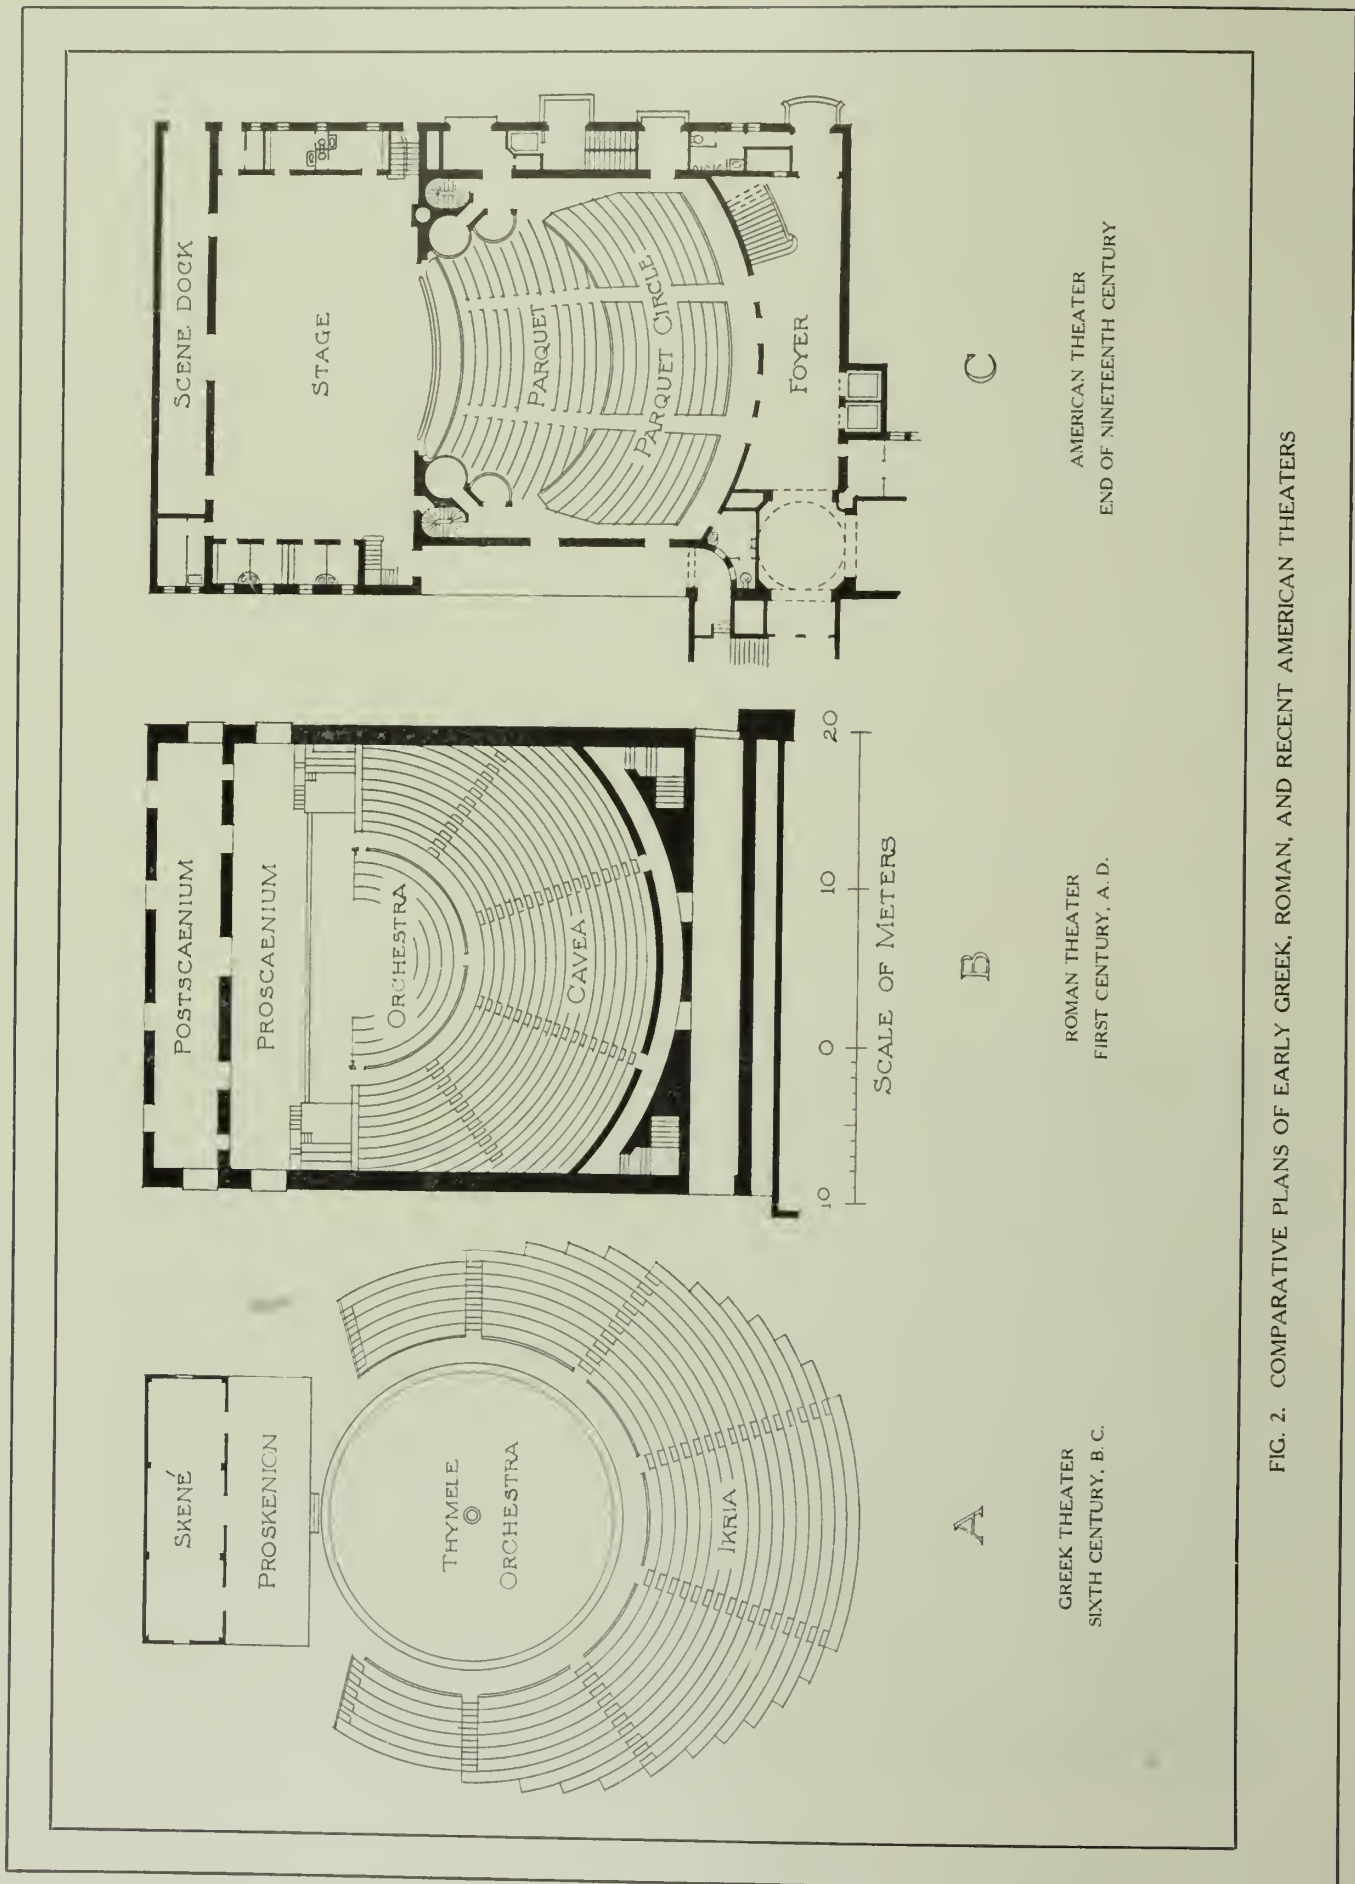 SKENÉ
PROSKENION
THYMELE
ORCHESTRA
IKRIA
A
GREEK THEATER
SIXTH CENTURY, B. C.
POSTSCAENIUM
PROSCAENIUM
ORCHESTRA
CAVEA
10 0 10 20
SCALE OF METERS
B
ROMAN THEATER
FIRST CENTURY, A. D.
SCENE DOCK
STAGE
PARQUET
PARQUET CIRCLE
FOYER
C
AMERICAN THEATER
END OF NINETEENTH CENTURY
FIG. 2. COMPARATIVE PLANS OF EARLY GREEK, ROMAN, AND RECENT AMERICAN THEATERS